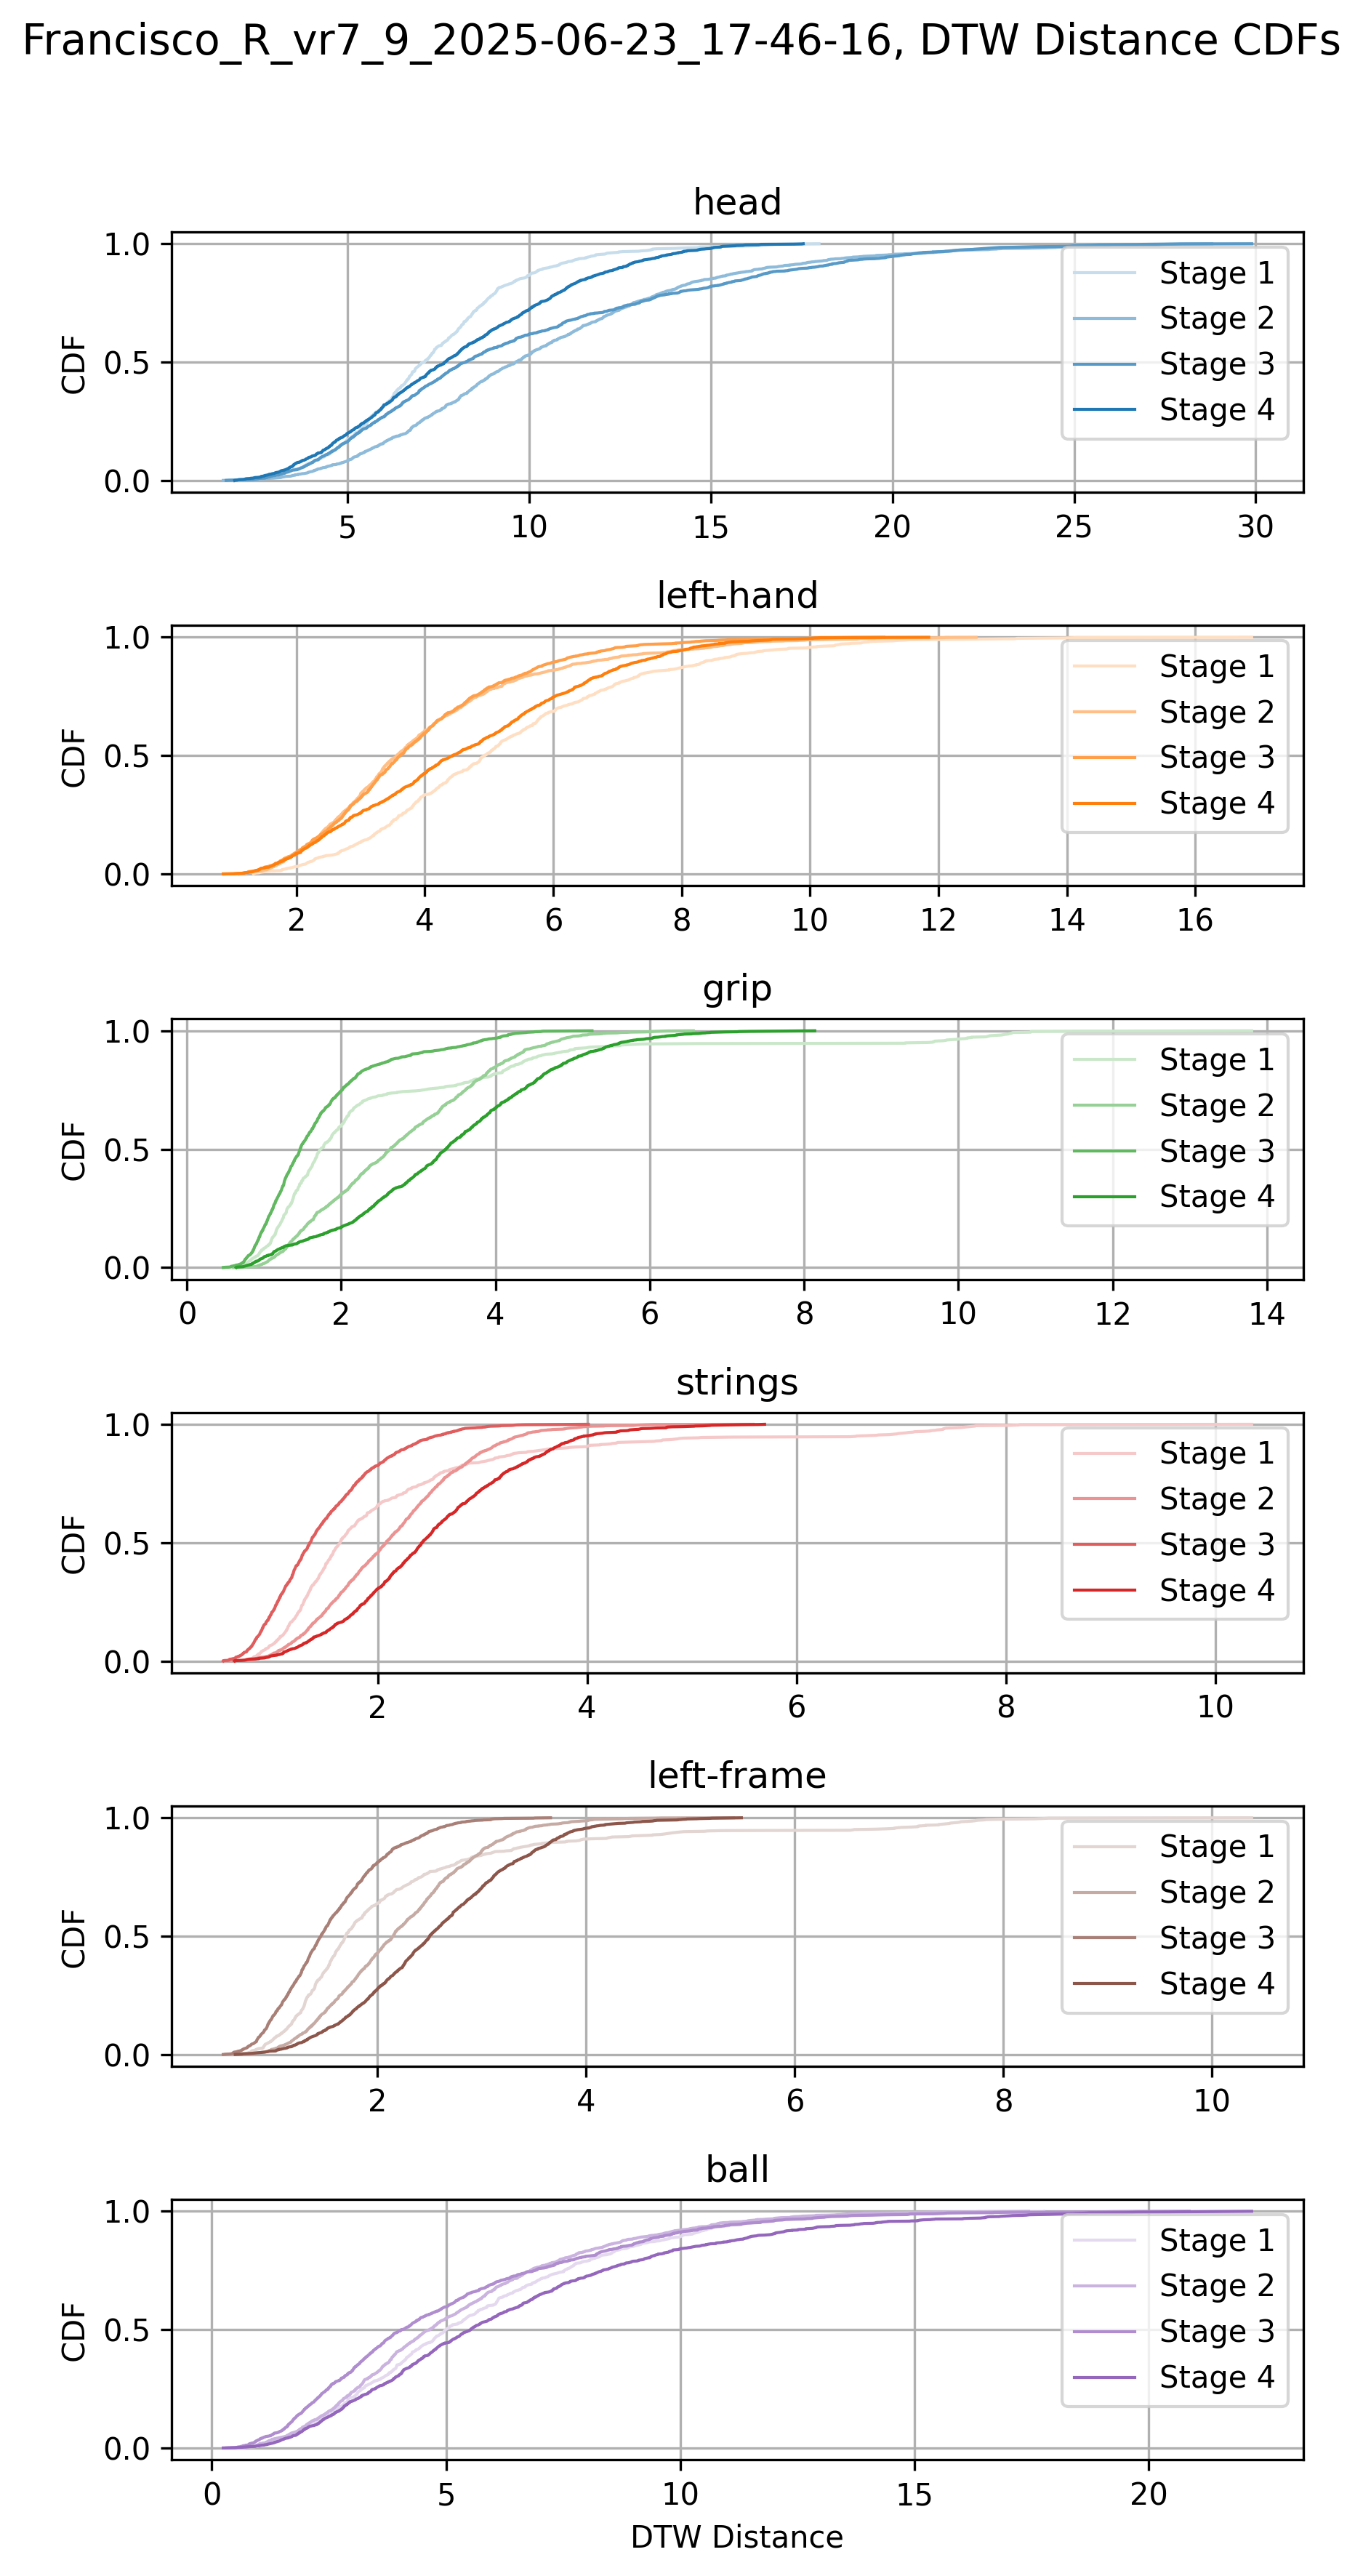 Francisco_R_vr7_9_2025-06-23_17-46-16, DTW Distance CDFs
head
1.0
0.5
0.0
CDF
Stage 1
Stage 2
Stage 3
Stage 4
5 10 15 20 25 30
left-hand
1.0
0.5
0.0
CDF
Stage 1
Stage 2
Stage 3
Stage 4
2 4 6 8 10 12 14 16
grip
1.0
0.5
0.0
CDF
Stage 1
Stage 2
Stage 3
Stage 4
0 2 4 6 8 10 12 14
strings
1.0
0.5
0.0
CDF
Stage 1
Stage 2
Stage 3
Stage 4
2 4 6 8 10
left-frame
1.0
0.5
0.0
CDF
Stage 1
Stage 2
Stage 3
Stage 4
2 4 6 8 10
ball
1.0
0.5
0.0
CDF
Stage 1
Stage 2
Stage 3
Stage 4
0 5 10 15 20
DTW Distance